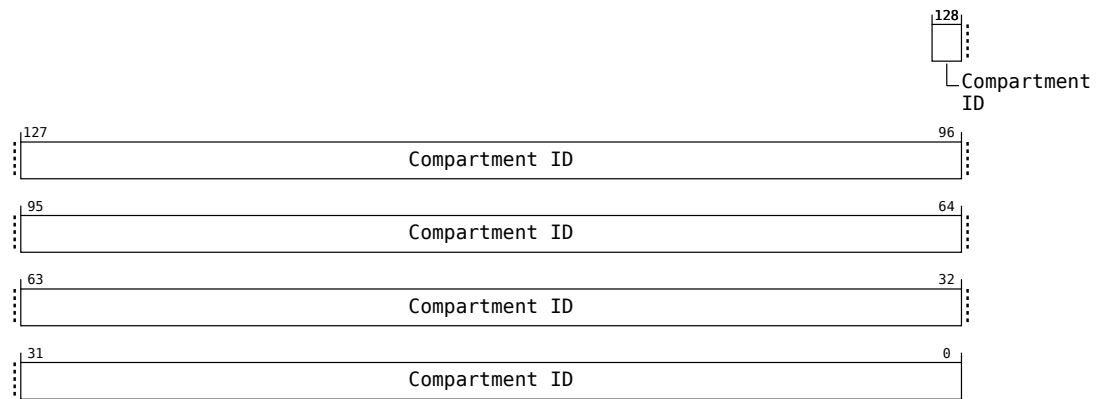 128
Compartment
ID
127 96
Compartment ID
95 64
Compartment ID
63 32
Compartment ID
31 0
Compartment ID